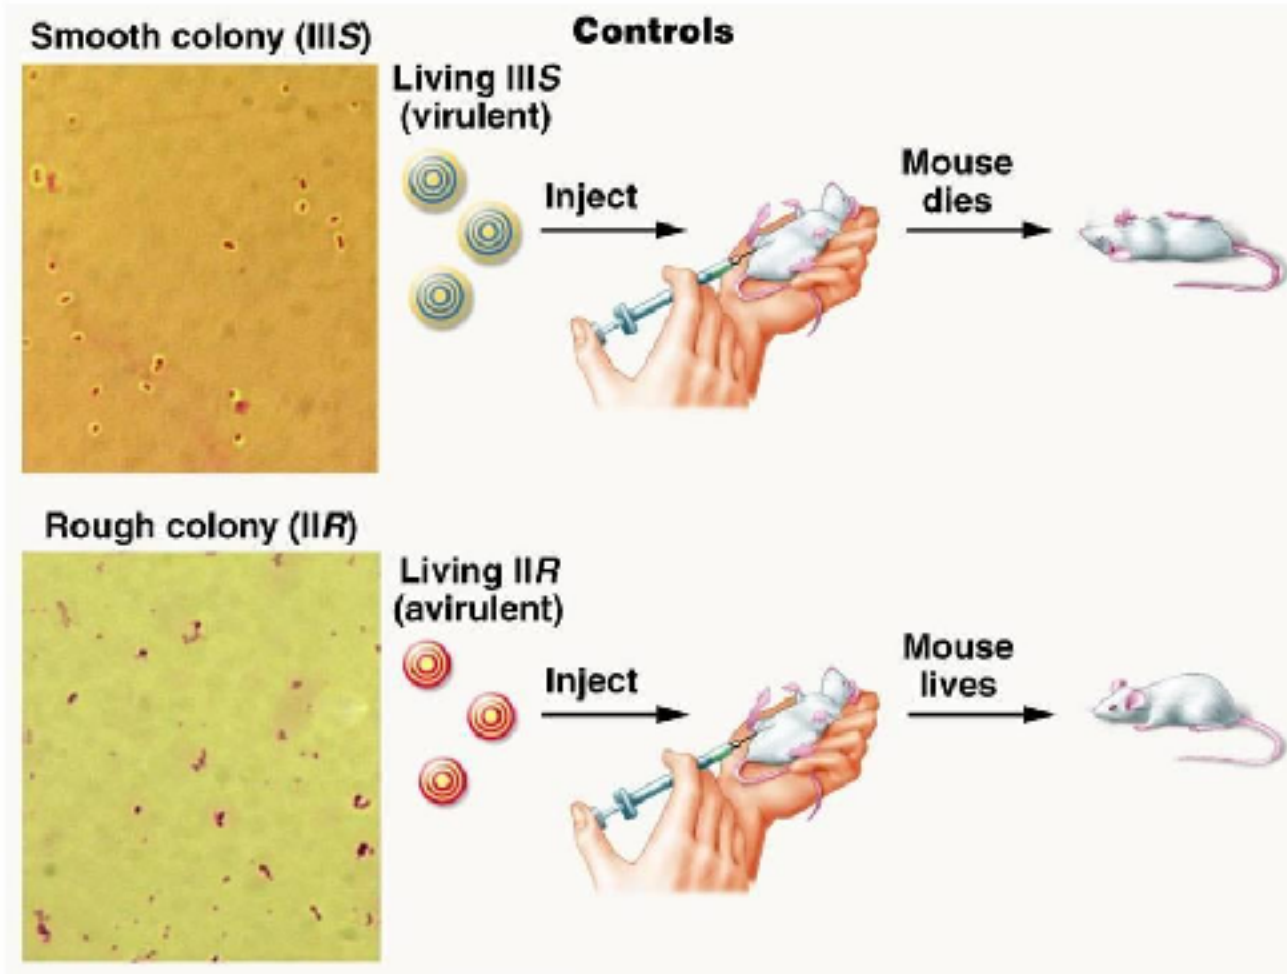 Controls
Smooth colony (IIIS)
Living IIIS
(virulent)
Inject
Mouse
dies
Rough colony (IIR)
Living IIR
(avirulent)
Inject
Mouse
lives